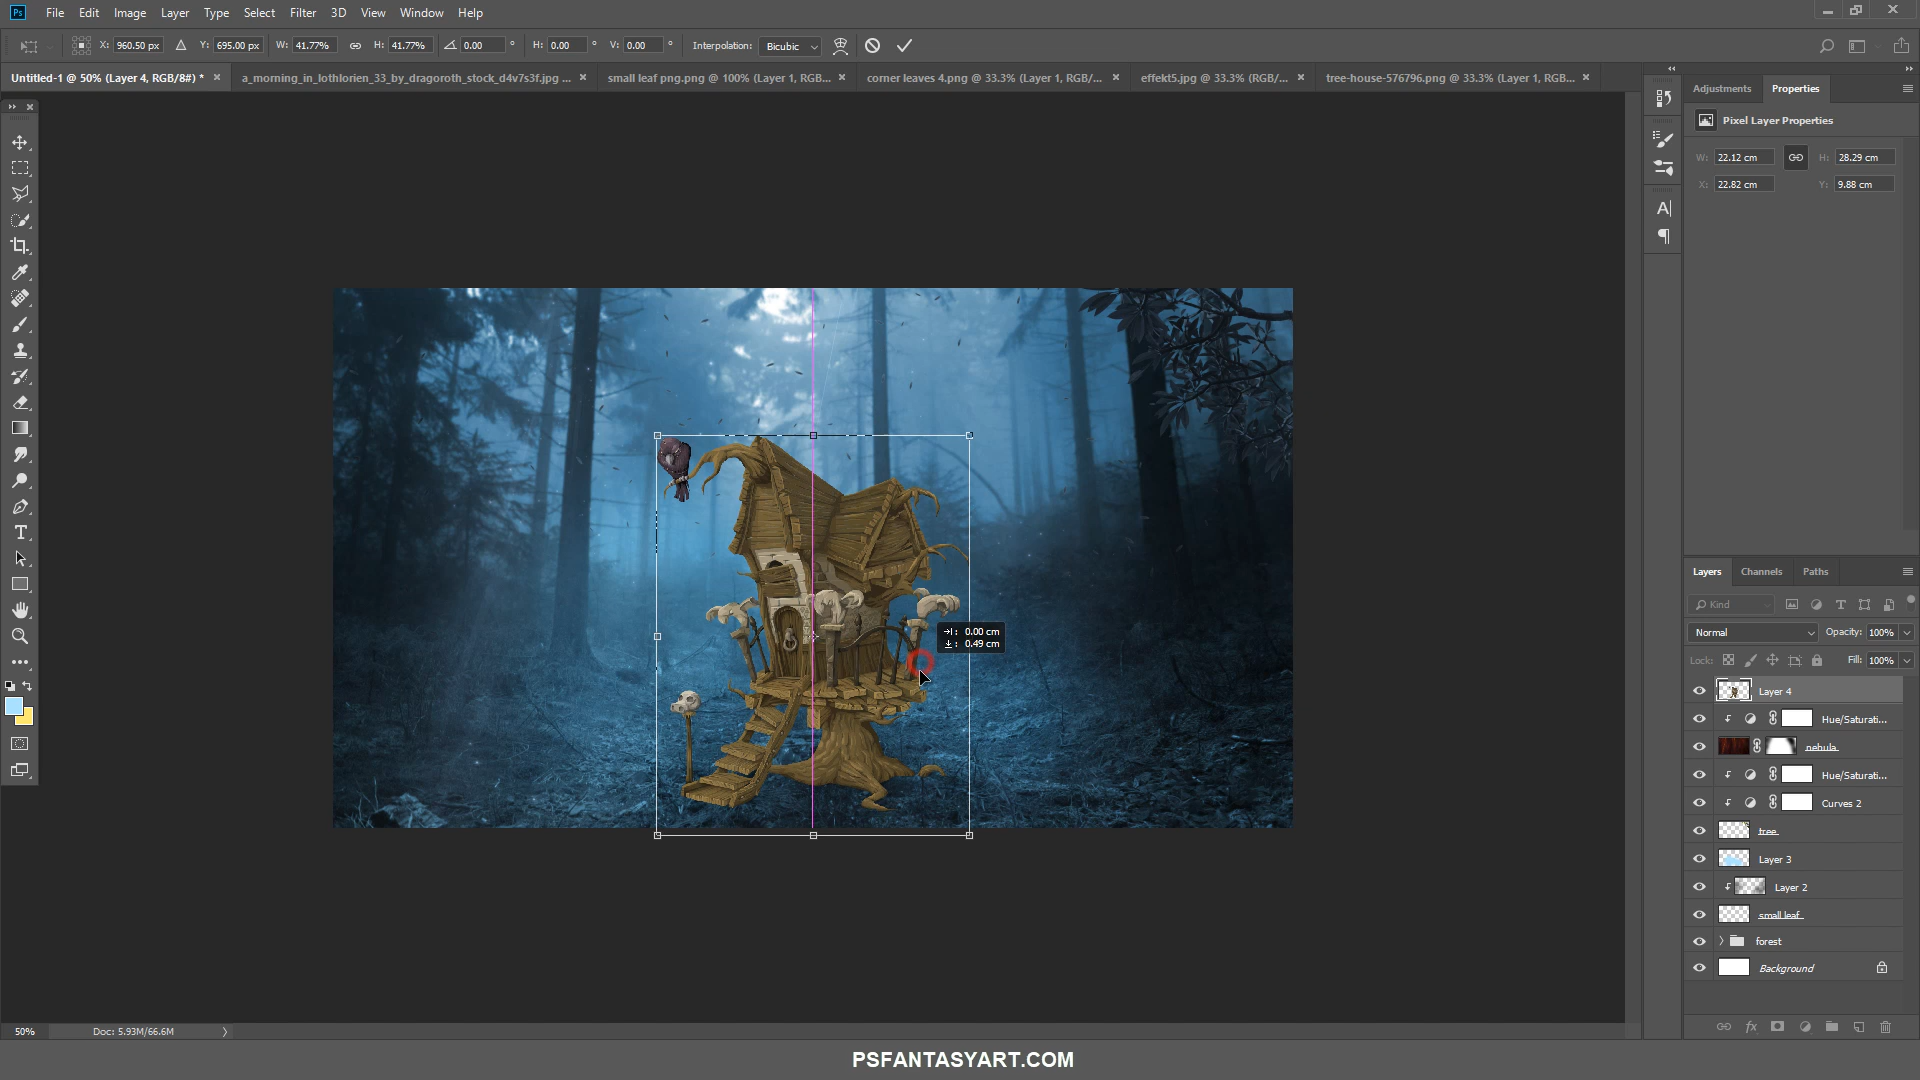 Ps File Edit Image Layer Type Select Filter 3D View Window Help
X: 960.50 px Y: 695.00 px W: 41.77% H: 41.77% 0.00 ° H: 0.00 ° V: 0.00 ° Interpolation: Bicubic
Untitled-1 @ 50% (Layer 4, RGB/8#) * a_morning_in_lothlorien_33_by_dragoroth_stock_d4v7s3f.jpg ... small leaf png.png @ 100% (Layer 1, RGB... corner leaves 4.png @ 33.3% (Layer 1, RGB/... effekt5.jpg @ 33.3% (RGB/... tree-house-576796.png @ 33.3% (Layer 1, RGB...
Adjustments Properties
Pixel Layer Properties
W: 22.12 cm H: 28.29 cm
X: 22.82 cm Y: 9.88 cm
0.00 cm
0.49 cm
Layers Channels Paths
Kind
Normal Opacity: 100%
Lock: Fill: 100%
Layer 4
Hue/Saturati...
nebula
Hue/Saturati...
Curves 2
tree
Layer 3
Layer 2
small leaf
forest
Background
50% Doc: 5.93M/66.6M
PSFANTASYART.COM